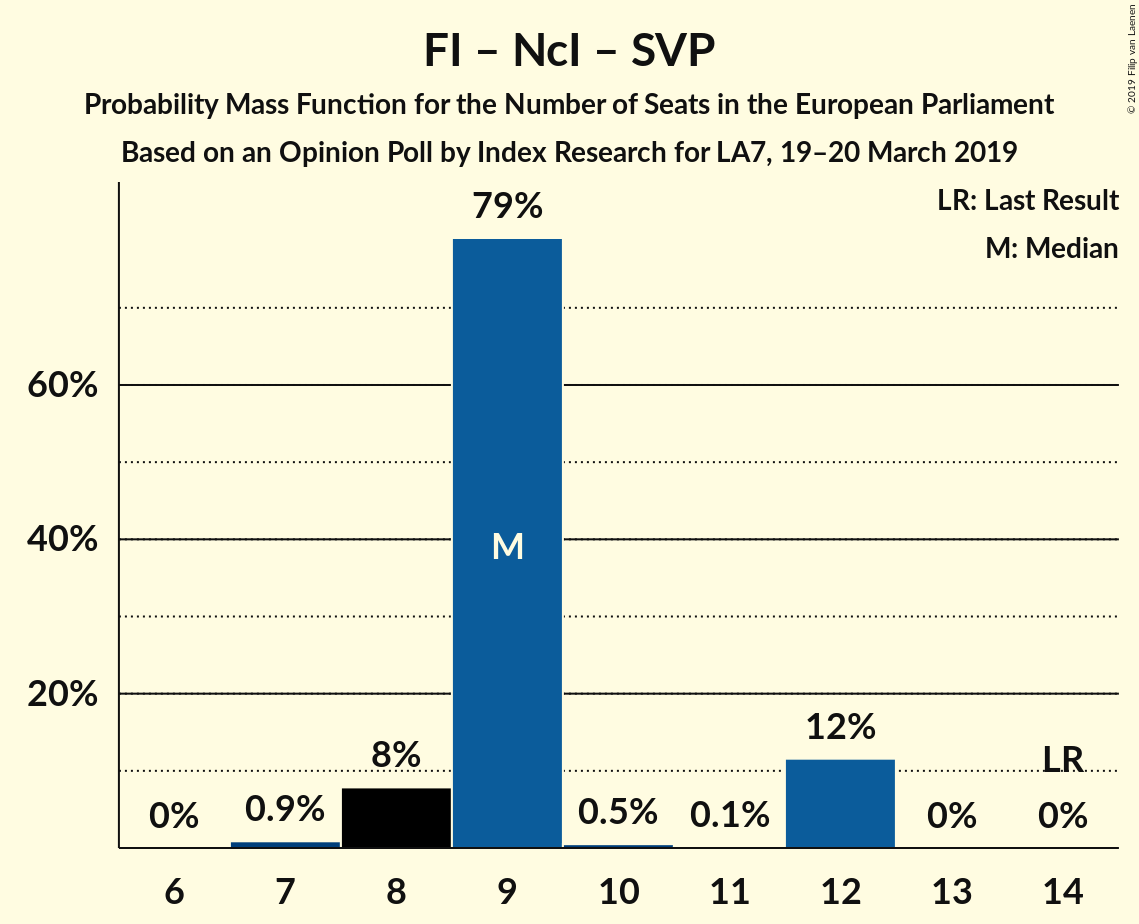 FI – NcI – SVP
Probability Mass Function for the Number of Seats in the European Parliament
Based on an Opinion Poll by Index Research for LA7, 19–20 March 2019
© 2019 Filip van Laenen
LR: Last Result
M: Median
79%
60%
40%
20%
M
0%
0.9%
8%
0.5%
0.1%
12%
0%
LR
0%
6 7 8 9 10 11 12 13 14